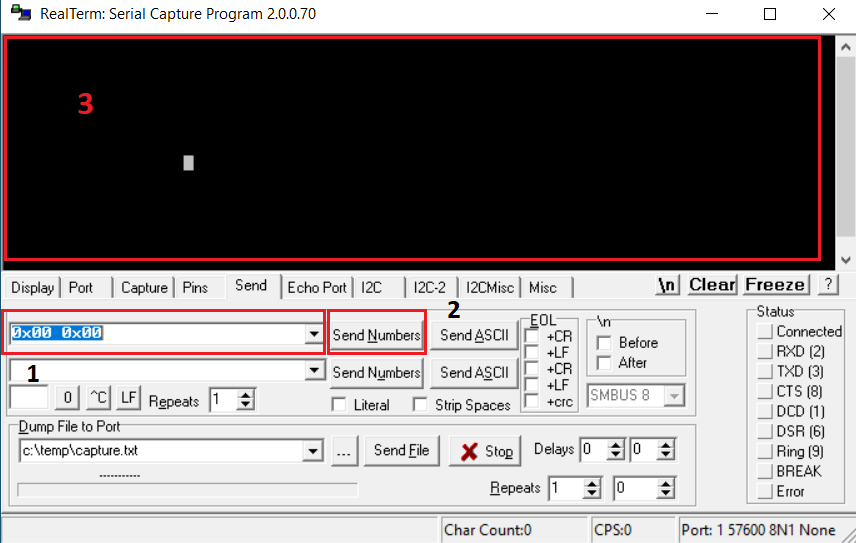 RealTerm: Serial Capture Program 2.0.0.70
3
Display Port Capture Pins Send Echo Port I2C I2C-2 I2CMisc Misc \n Clear Freeze ?
2
0x00 0x00 Send Numbers Send ASCII
EOL
+CR
+LF
+CR
+LF
+crc
\n
Before
After
SMBUS 8
1
Send Numbers Send ASCII
0 ^C LF Repeats 1 Literal Strip Spaces
Dump File to Port
c:\temp\capture.txt ... Send File Stop Delays 0 0
-----------
Repeats 1 0
Status
Connected
RXD (2)
TXD (3)
CTS (8)
DCD (1)
DSR (6)
Ring (9)
BREAK
Error
Char Count:0 CPS:0 Port: 1 57600 8N1 None